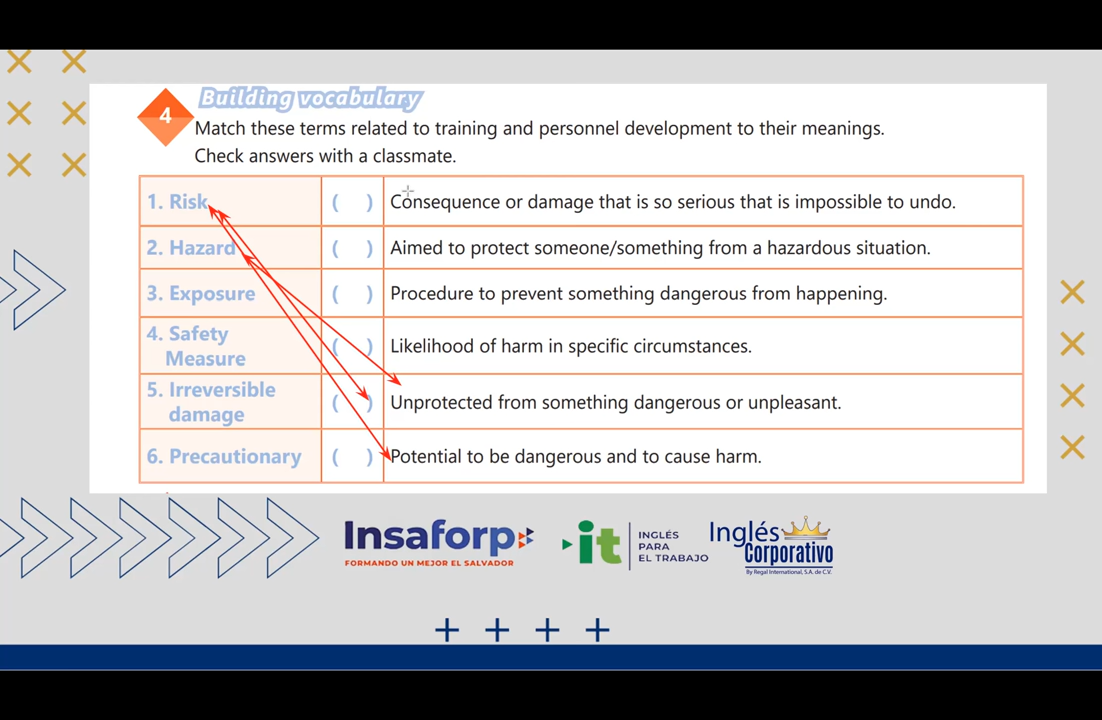 Building vocabulary
4
Match these terms related to training and personnel development to their meanings.
Check answers with a classmate.
1. Risk ( ) Consequence or damage that is so serious that is impossible to undo.
2. Hazard ( ) Aimed to protect someone/something from a hazardous situation.
3. Exposure ( ) Procedure to prevent something dangerous from happening.
4. Safety
Measure ( ) Likelihood of harm in specific circumstances.
5. Irreversible
damage ( ) Unprotected from something dangerous or unpleasant.
6. Precautionary ( ) Potential to be dangerous and to cause harm.
Insaforp
FORMANDO UN MEJOR EL SALVADOR
it
INGLÉS
PARA
EL TRABAJO
Inglés
Corporativo
By Regal International, S.A. de C.V.